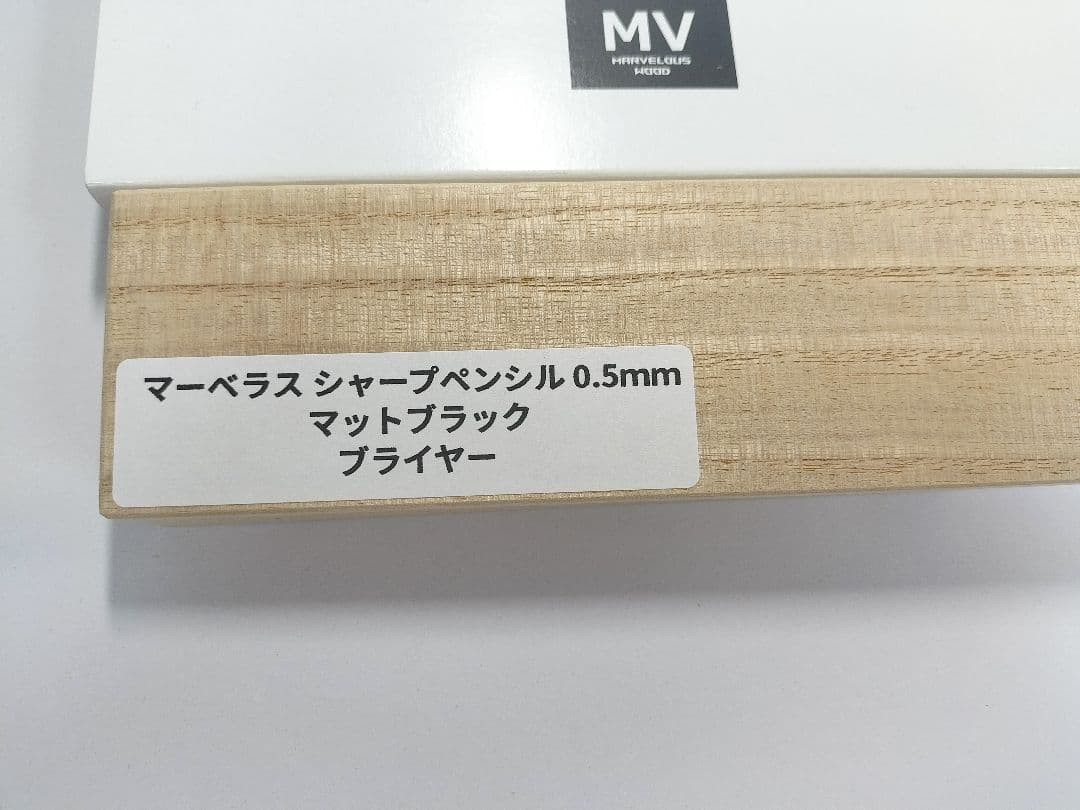 MV
MARVELOUS
WOOD
マーベラス シャープペンシル 0.5mm
マットブラック
ブライヤー